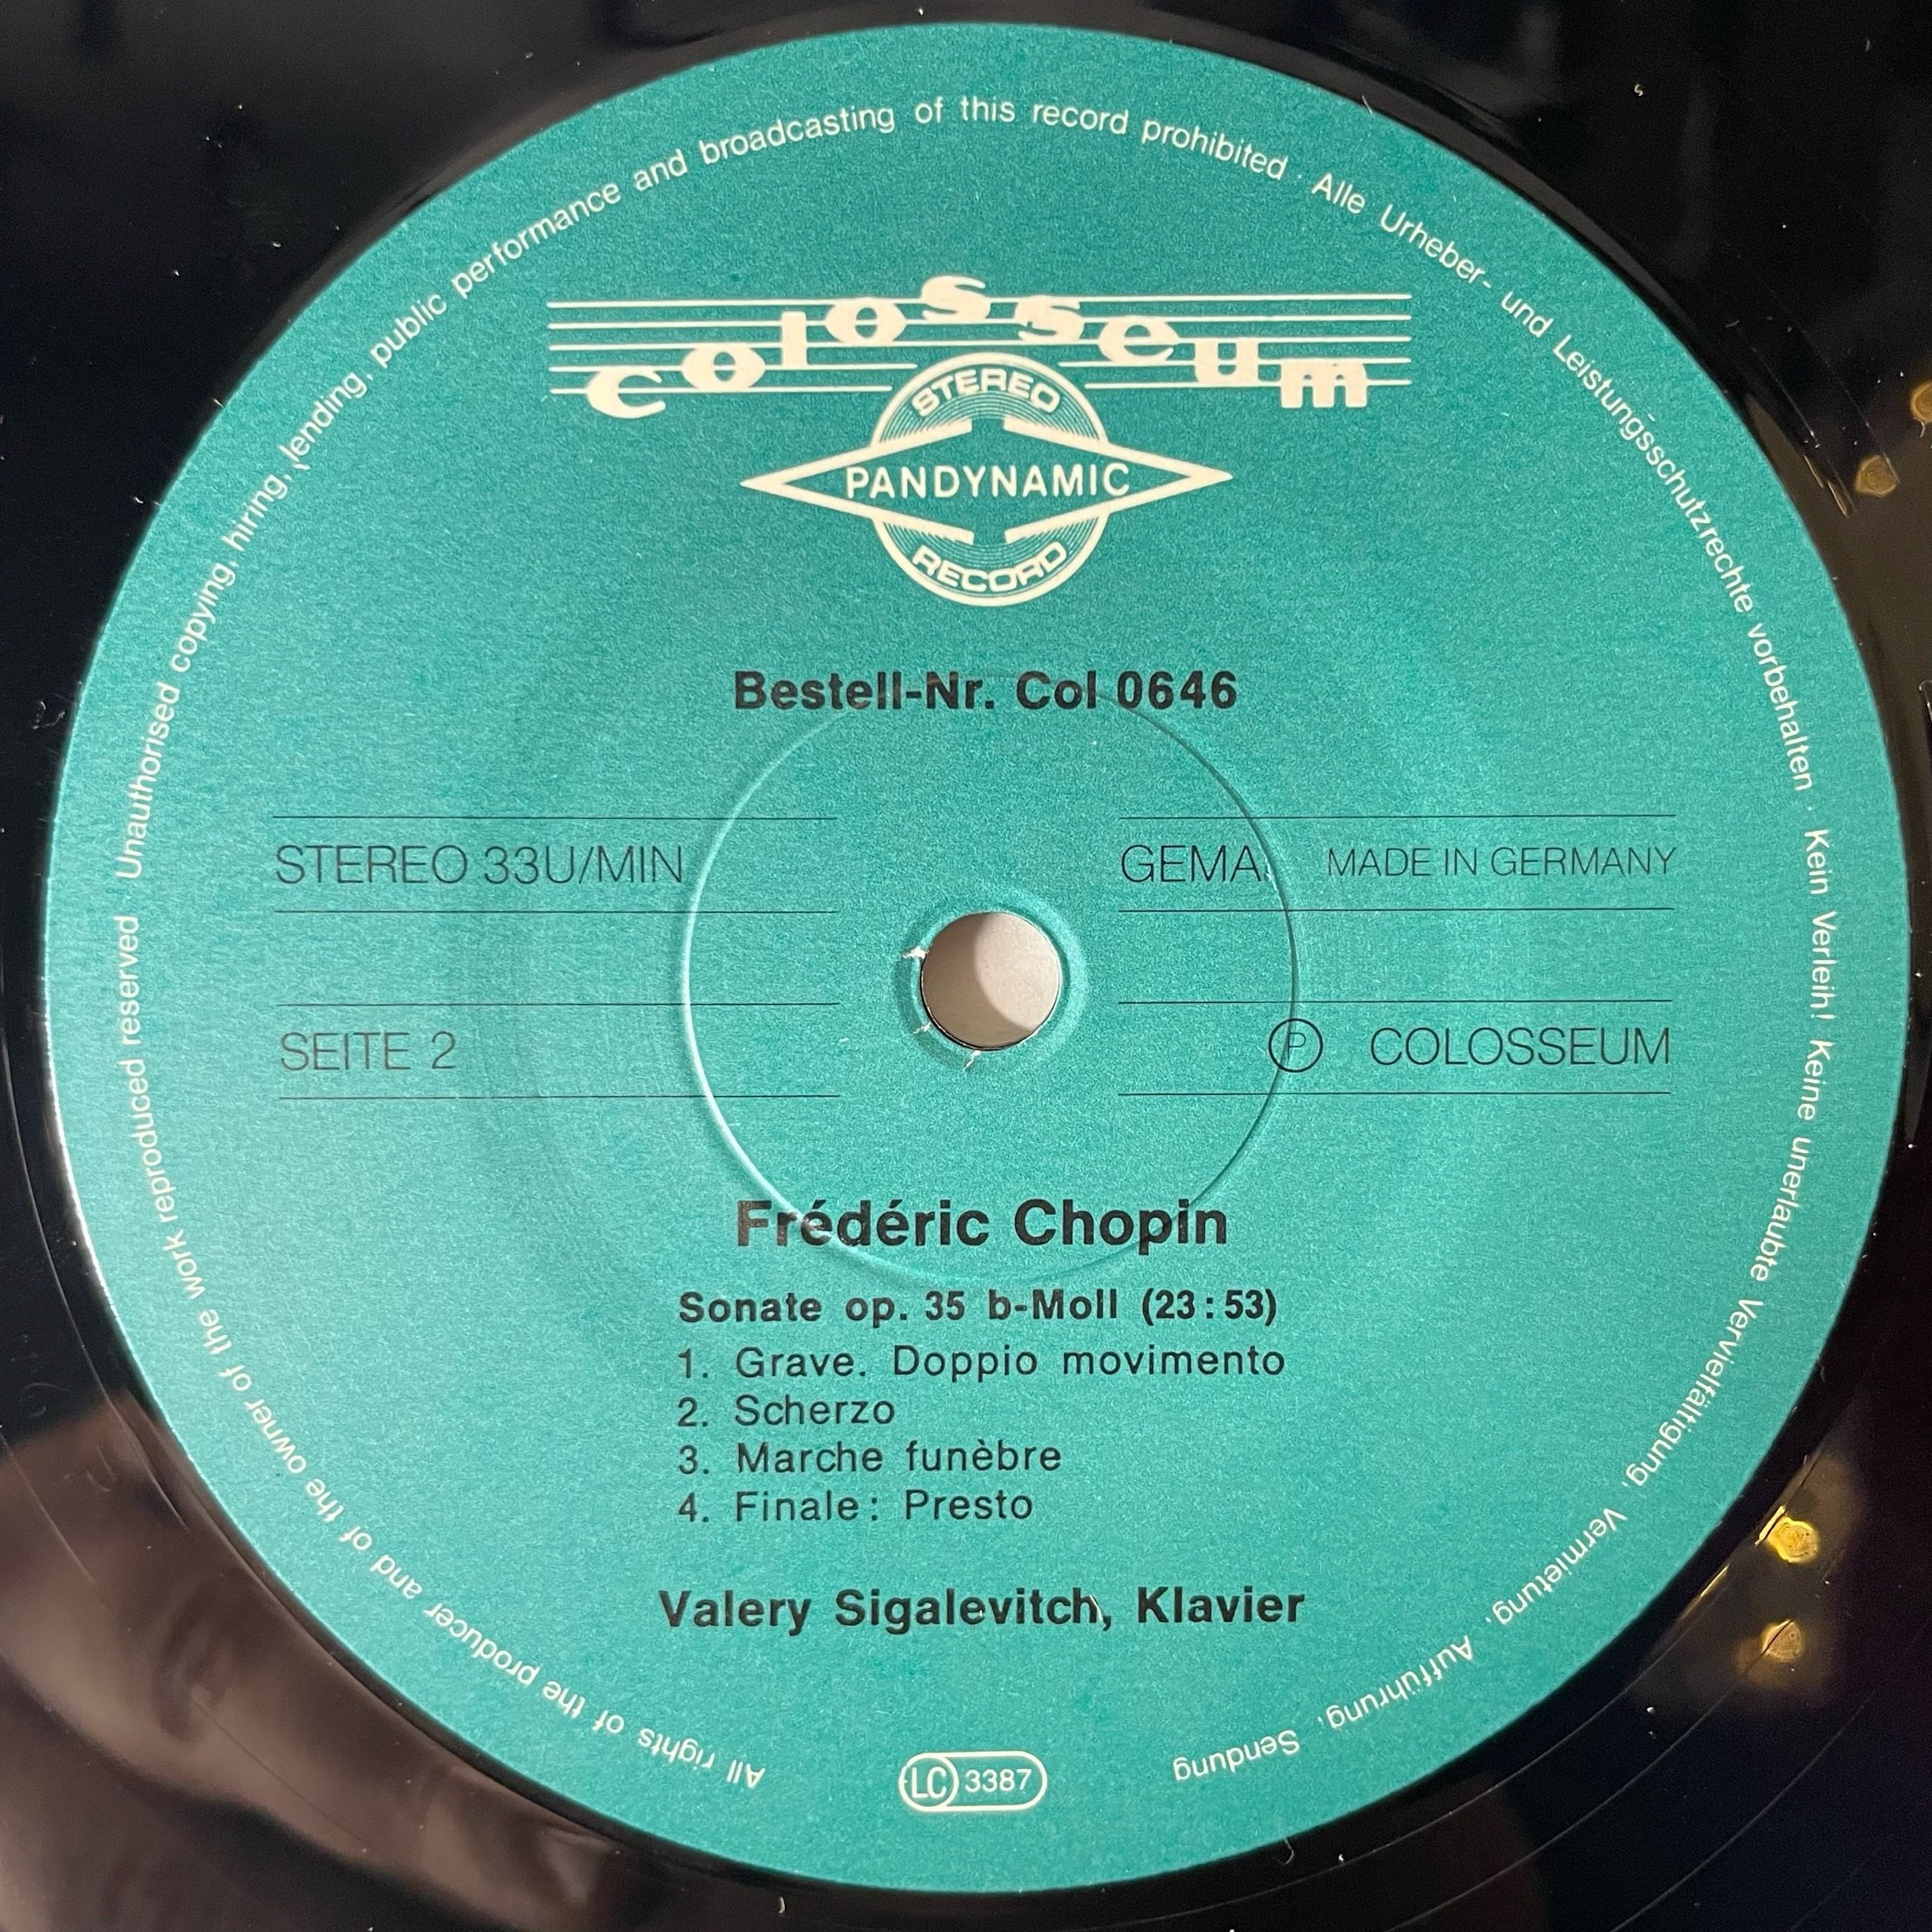 colosseum
STEREO
PANDYNAMIC
RECORD
Bestell-Nr. Col 0646
STEREO 33U/MIN
GEMA MADE IN GERMANY
SEITE 2
Ⓟ COLOSSEUM
Frédéric Chopin
Sonate op. 35 b-Moll (23:53)
1. Grave. Doppio movimento
2. Scherzo
3. Marche funèbre
4. Finale: Presto
Valery Sigalevitch, Klavier
LC 3387
All rights of the producer and of the owner of the work reproduced reserved · Unauthorised copying, hiring, lending, public performance and broadcasting of this record prohibited · Alle Urheber- und Leistungsschutzrechte vorbehalten · Kein Verleih! Keine unerlaubte Vervielfältigung, Vermietung, Aufführung, Sendung